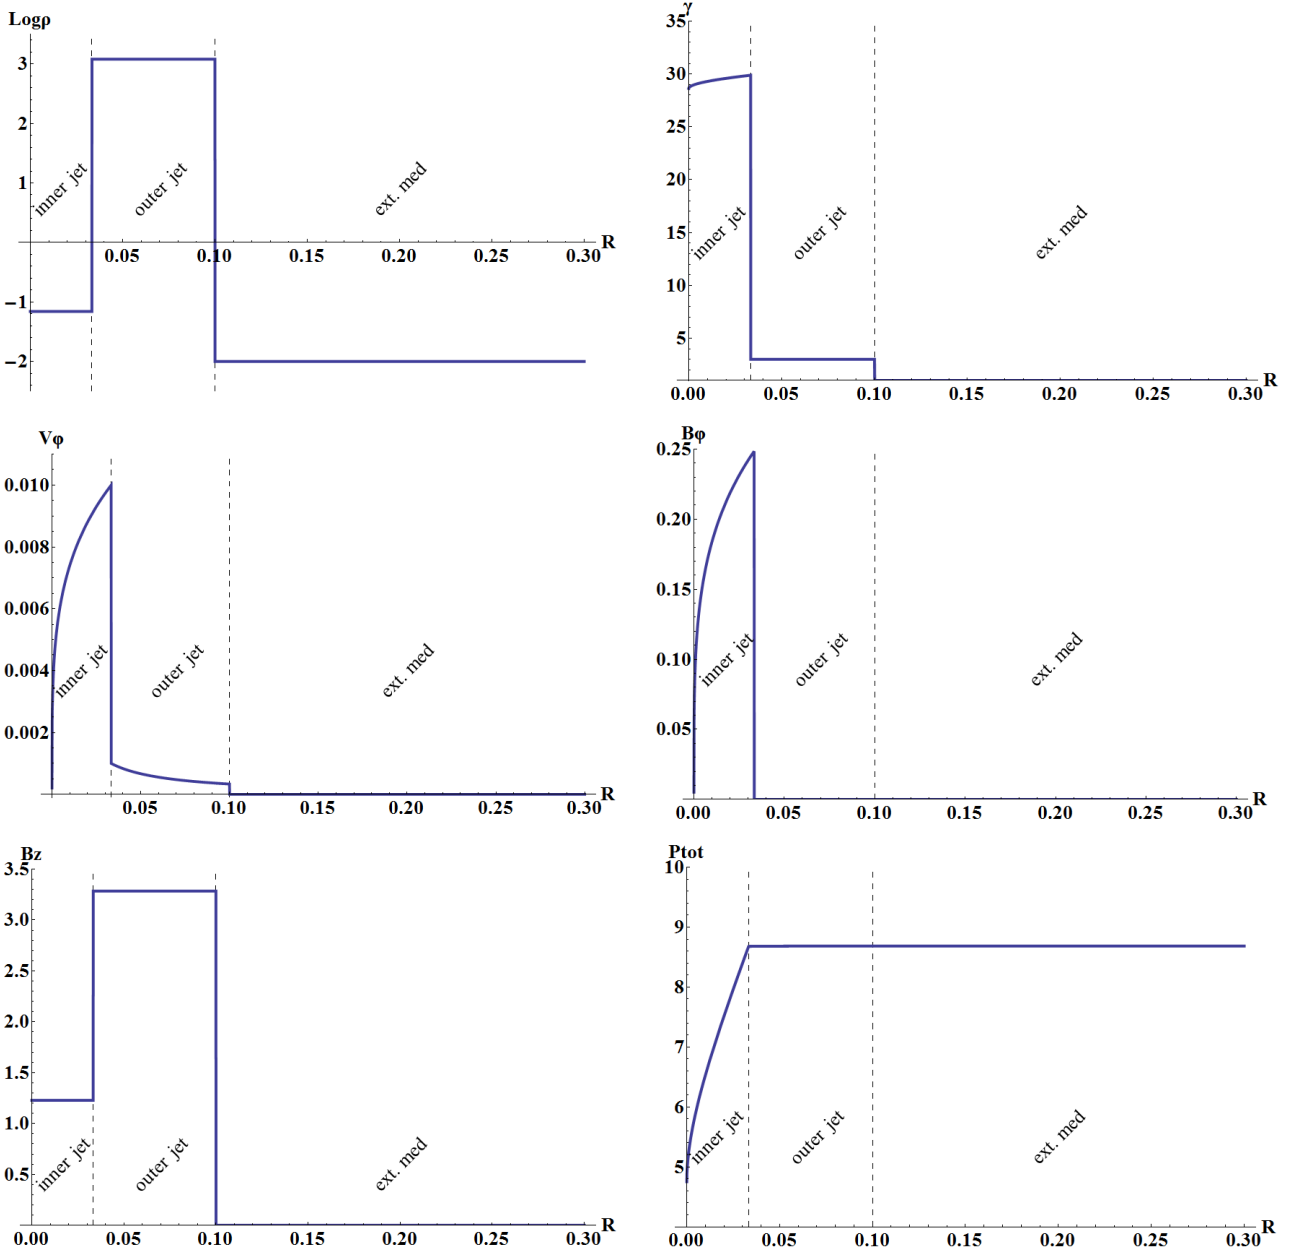 Logρ
3
2
1
−1
−2
0.05 0.10 0.15 0.20 0.25 0.30 R
inner jet
outer jet
ext. med
γ
35
30
25
20
15
10
5
0.00 0.05 0.10 0.15 0.20 0.25 0.30 R
inner jet
outer jet
ext. med
Vφ
0.010
0.008
0.006
0.004
0.002
0.05 0.10 0.15 0.20 0.25 0.30 R
inner jet
outer jet
ext. med
Bφ
0.25
0.20
0.15
0.10
0.05
0.00 0.05 0.10 0.15 0.20 0.25 0.30 R
inner jet
outer jet
ext. med
Bz
3.5
3.0
2.5
2.0
1.5
1.0
0.5
0.00 0.05 0.10 0.15 0.20 0.25 0.30 R
inner jet
outer jet
ext. med
Ptot
10
9
8
7
6
5
0.00 0.05 0.10 0.15 0.20 0.25 0.30 R
inner jet
outer jet
ext. med